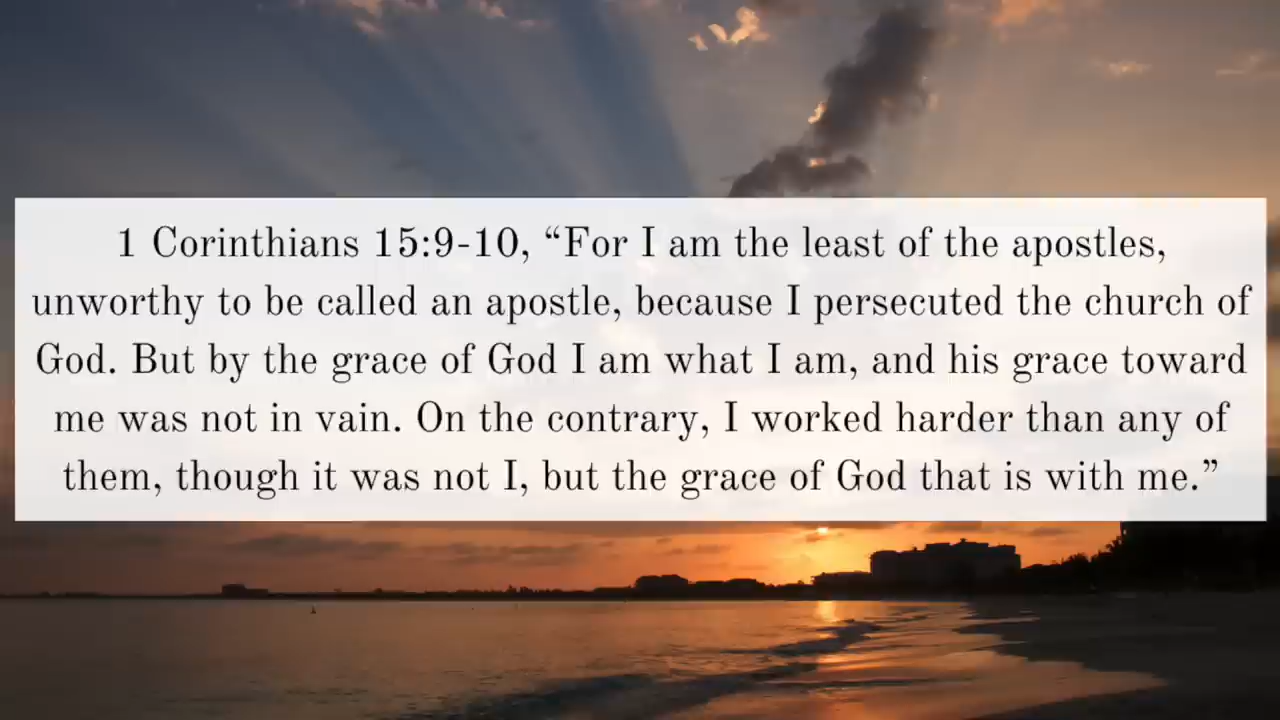 1 Corinthians 15:9-10, “For I am the least of the apostles,
unworthy to be called an apostle, because I persecuted the church of
God. But by the grace of God I am what I am, and his grace toward
me was not in vain. On the contrary, I worked harder than any of
them, though it was not I, but the grace of God that is with me.”